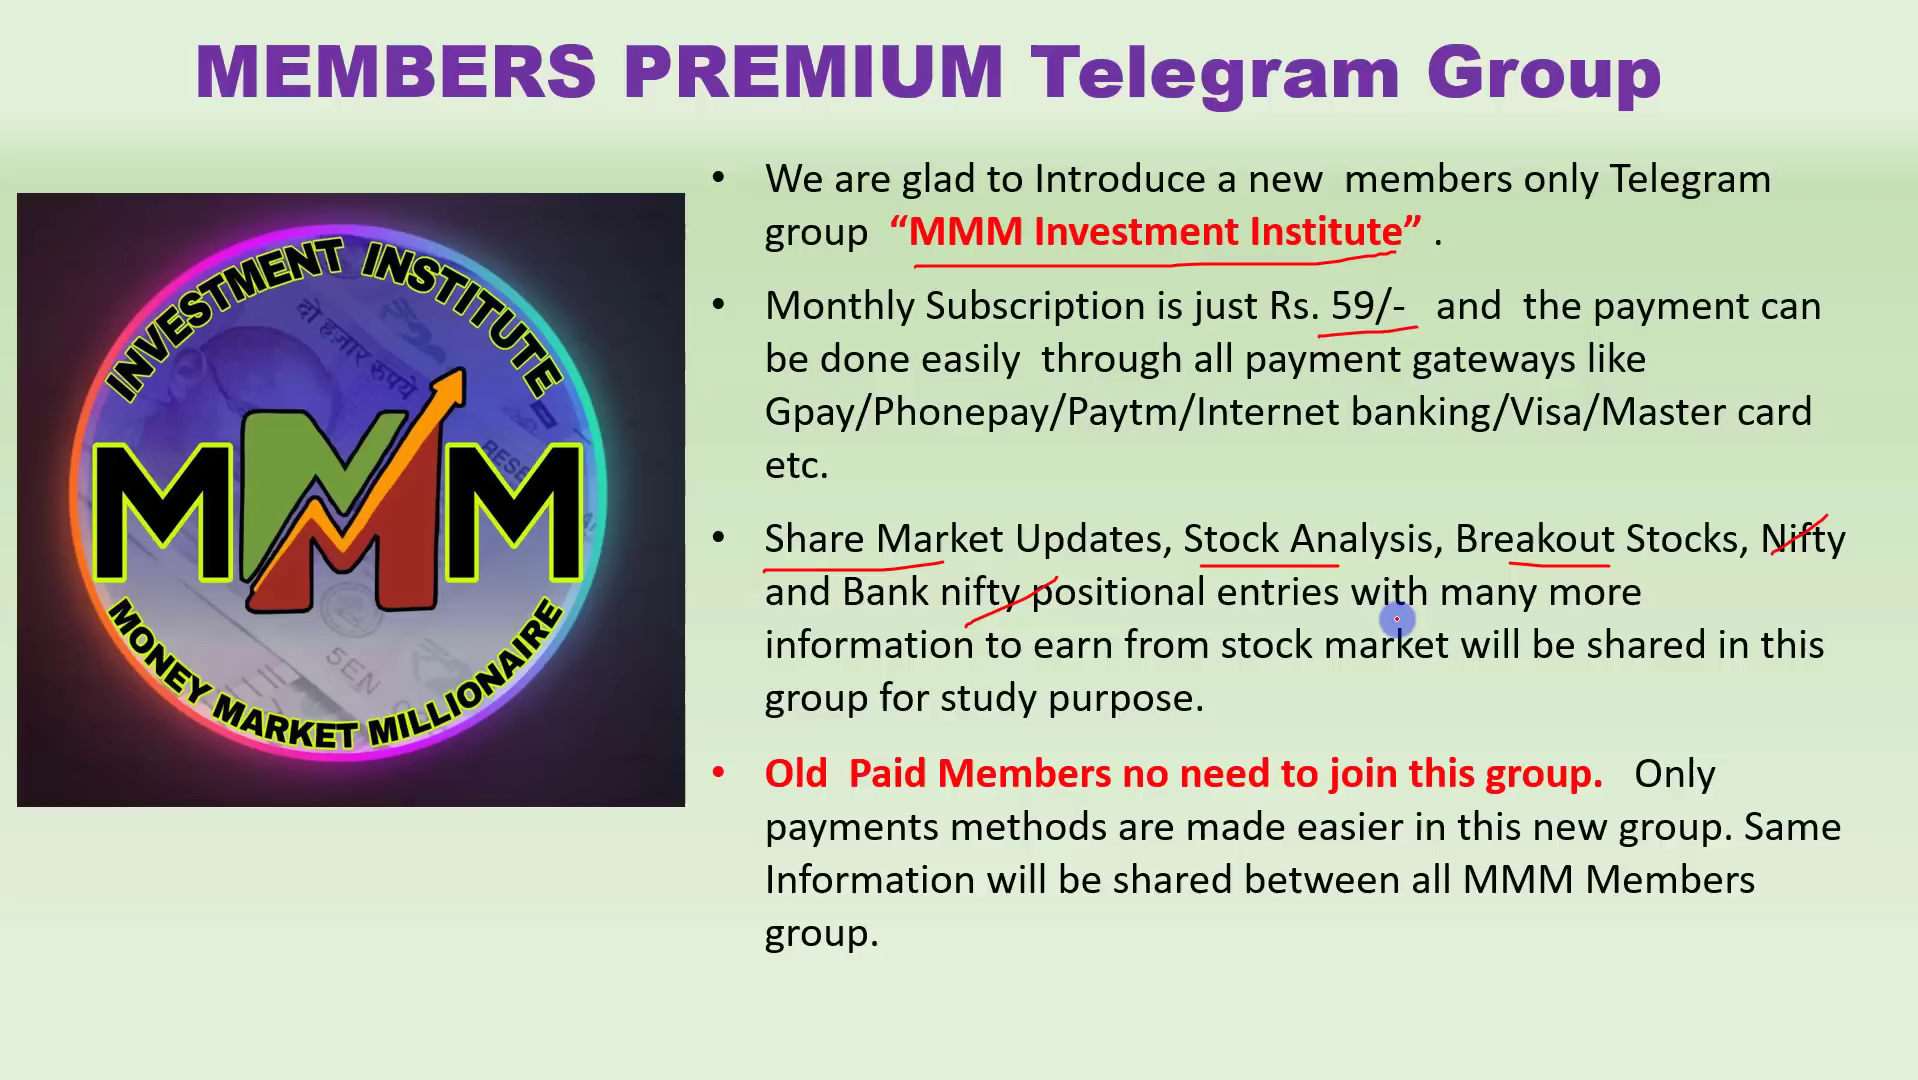 MEMBERS PREMIUM Telegram Group
INVESTMENT INSTITUTE
दो हज़ार रुपये
RESE
M M M
SEN
MONEY MARKET MILLIONAIRE
• We are glad to Introduce a new members only Telegram
group “MMM Investment Institute” .
• Monthly Subscription is just Rs. 59/- and the payment can
be done easily through all payment gateways like
Gpay/Phonepay/Paytm/Internet banking/Visa/Master card
etc.
• Share Market Updates, Stock Analysis, Breakout Stocks, Nifty
and Bank nifty positional entries with many more
information to earn from stock market will be shared in this
group for study purpose.
• Old Paid Members no need to join this group. Only
payments methods are made easier in this new group. Same
Information will be shared between all MMM Members
group.